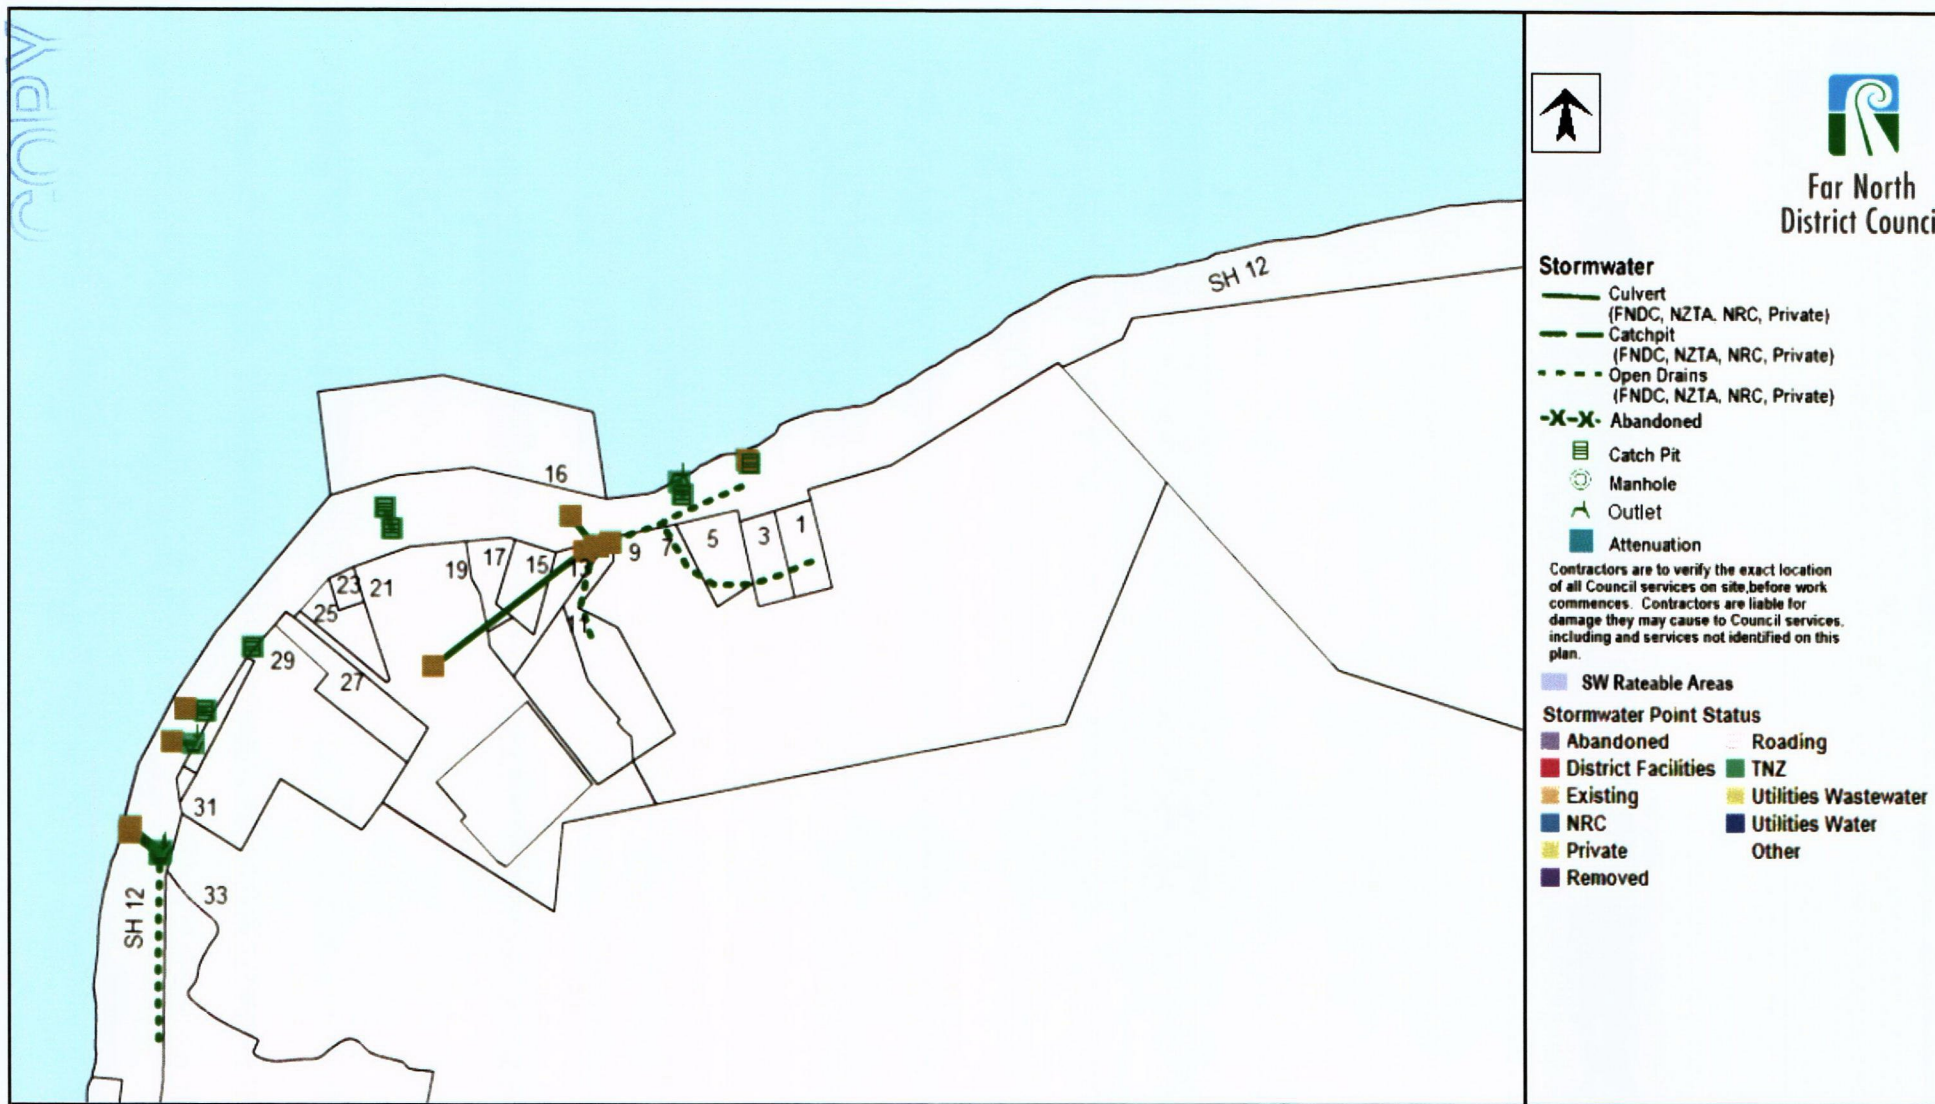 COPY
SH 12
16
1
3
5
7
9
11
13
15
17
19
21
23
25
27
29
31
33
SH 12
Far North
District Counci
Stormwater
Culvert
(FNDC, NZTA. NRC, Private)
Catchpit
(FNDC, NZTA, NRC, Private)
Open Drains
(FNDC, NZTA, NRC, Private)
-X-X- Abandoned
Catch Pit
Manhole
Outlet
Attenuation
Contractors are to verify the exact location
of all Council services on site,before work
commences. Contractors are liable for
damage they may cause to Council services.
including and services not identified on this
plan.
SW Rateable Areas
Stormwater Point Status
Abandoned
Roading
District Facilities
TNZ
Existing
Utilities Wastewater
NRC
Utilities Water
Private
Other
Removed